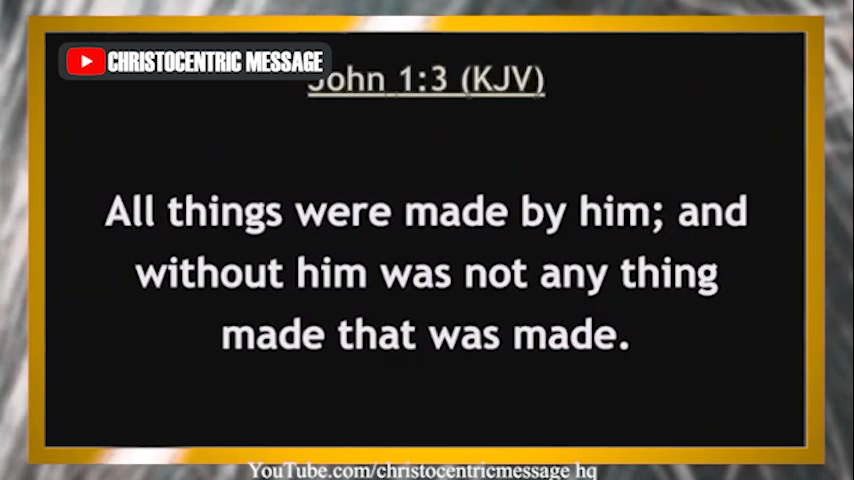 CHRISTOCENTRIC MESSAGE
John 1:3 (KJV)
All things were made by him; and
without him was not any thing
made that was made.
YouTube.com/christocentricmessage hq